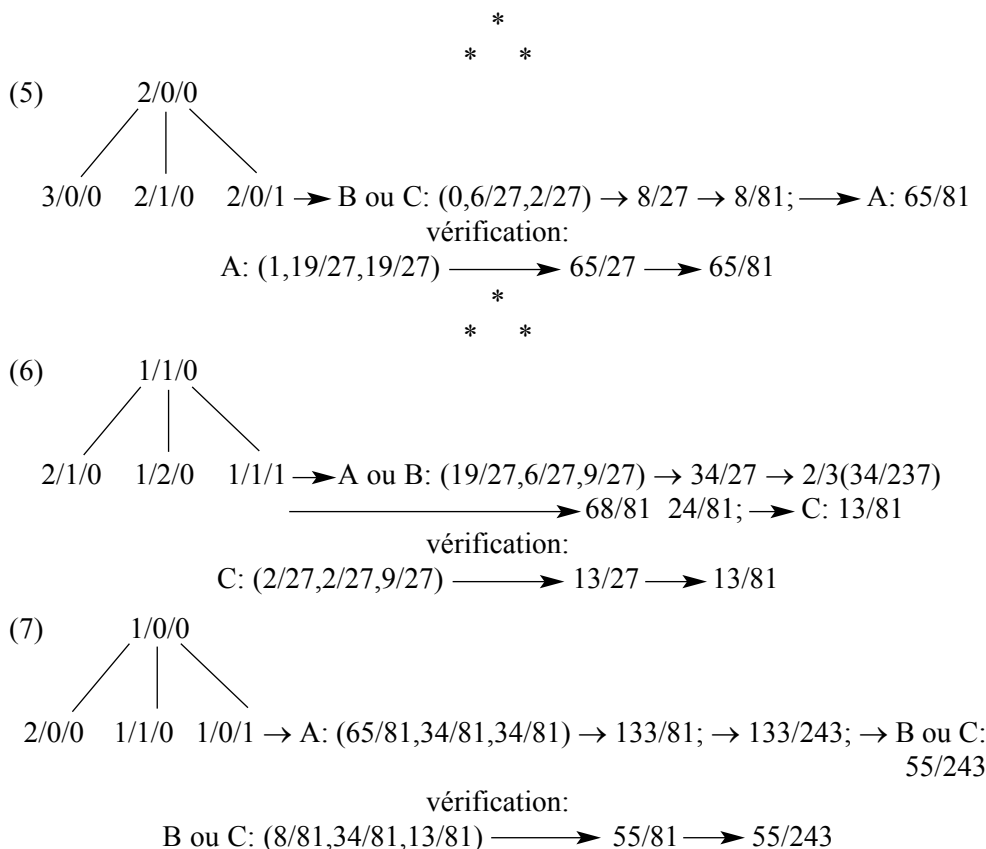 *
* *
(5) 2/0/0
3/0/0 2/1/0 2/0/1 → B ou C: (0,6/27,2/27) → 8/27 → 8/81; → A: 65/81
vérification:
A: (1,19/27,19/27) → 65/27 → 65/81
*
* *
(6) 1/1/0
2/1/0 1/2/0 1/1/1 → A ou B: (19/27,6/27,9/27) → 34/27 → 2/3(34/237)
→ 68/81 24/81; → C: 13/81
vérification:
C: (2/27,2/27,9/27) → 13/27 → 13/81
(7) 1/0/0
2/0/0 1/1/0 1/0/1 → A: (65/81,34/81,34/81) → 133/81; → 133/243; → B ou C:
55/243
vérification:
B ou C: (8/81,34/81,13/81) → 55/81 → 55/243